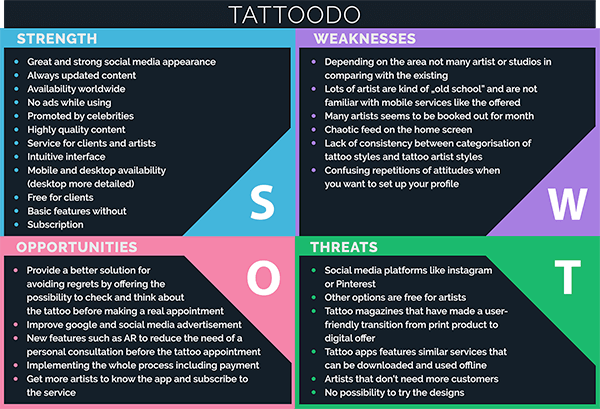 TATTOODO
STRENGTH
Great and strong social media appearance
Always updated content
Availability worldwide
No ads while using
Promoted by celebrities
Highly quality content
Service for clients and artists
Intuitive interface
Mobile and desktop availability
(desktop more detailed)
Free for clients
Basic features without
Subscription
S
WEAKNESSES
Depending on the area not many artist or studios in
comparing with the existing
Lots of artist are kind of „old school" and are not
familiar with mobile services like the offered
Many artists seems to be booked out for month
Chaotic feed on the home screen
Lack of consistency between categorisation of
tattoo styles and tattoo artist styles
Confusing repetitions of attitudes when
you want to set up your profile
W
OPPORTUNITIES
Provide a better solution for
avoiding regrets by offering the
possibility to check and think about
the tattoo before making a real appointment
Improve google and social media advertisement
New features such as AR to reduce the need of a
personal consultation before the tattoo appointment
Implementing the whole process including payment
Get more artists to know the app and subscribe to
the service
O
THREATS
Social media platforms like instagram
or Pinterest
Other options are free for artists
Tattoo magazines that have made a user-
friendly transition from print product to
digital offer
Tattoo apps features similar services that
can be downloaded and used offline
Artists that don't need more customers
No possibility to try the designs
T